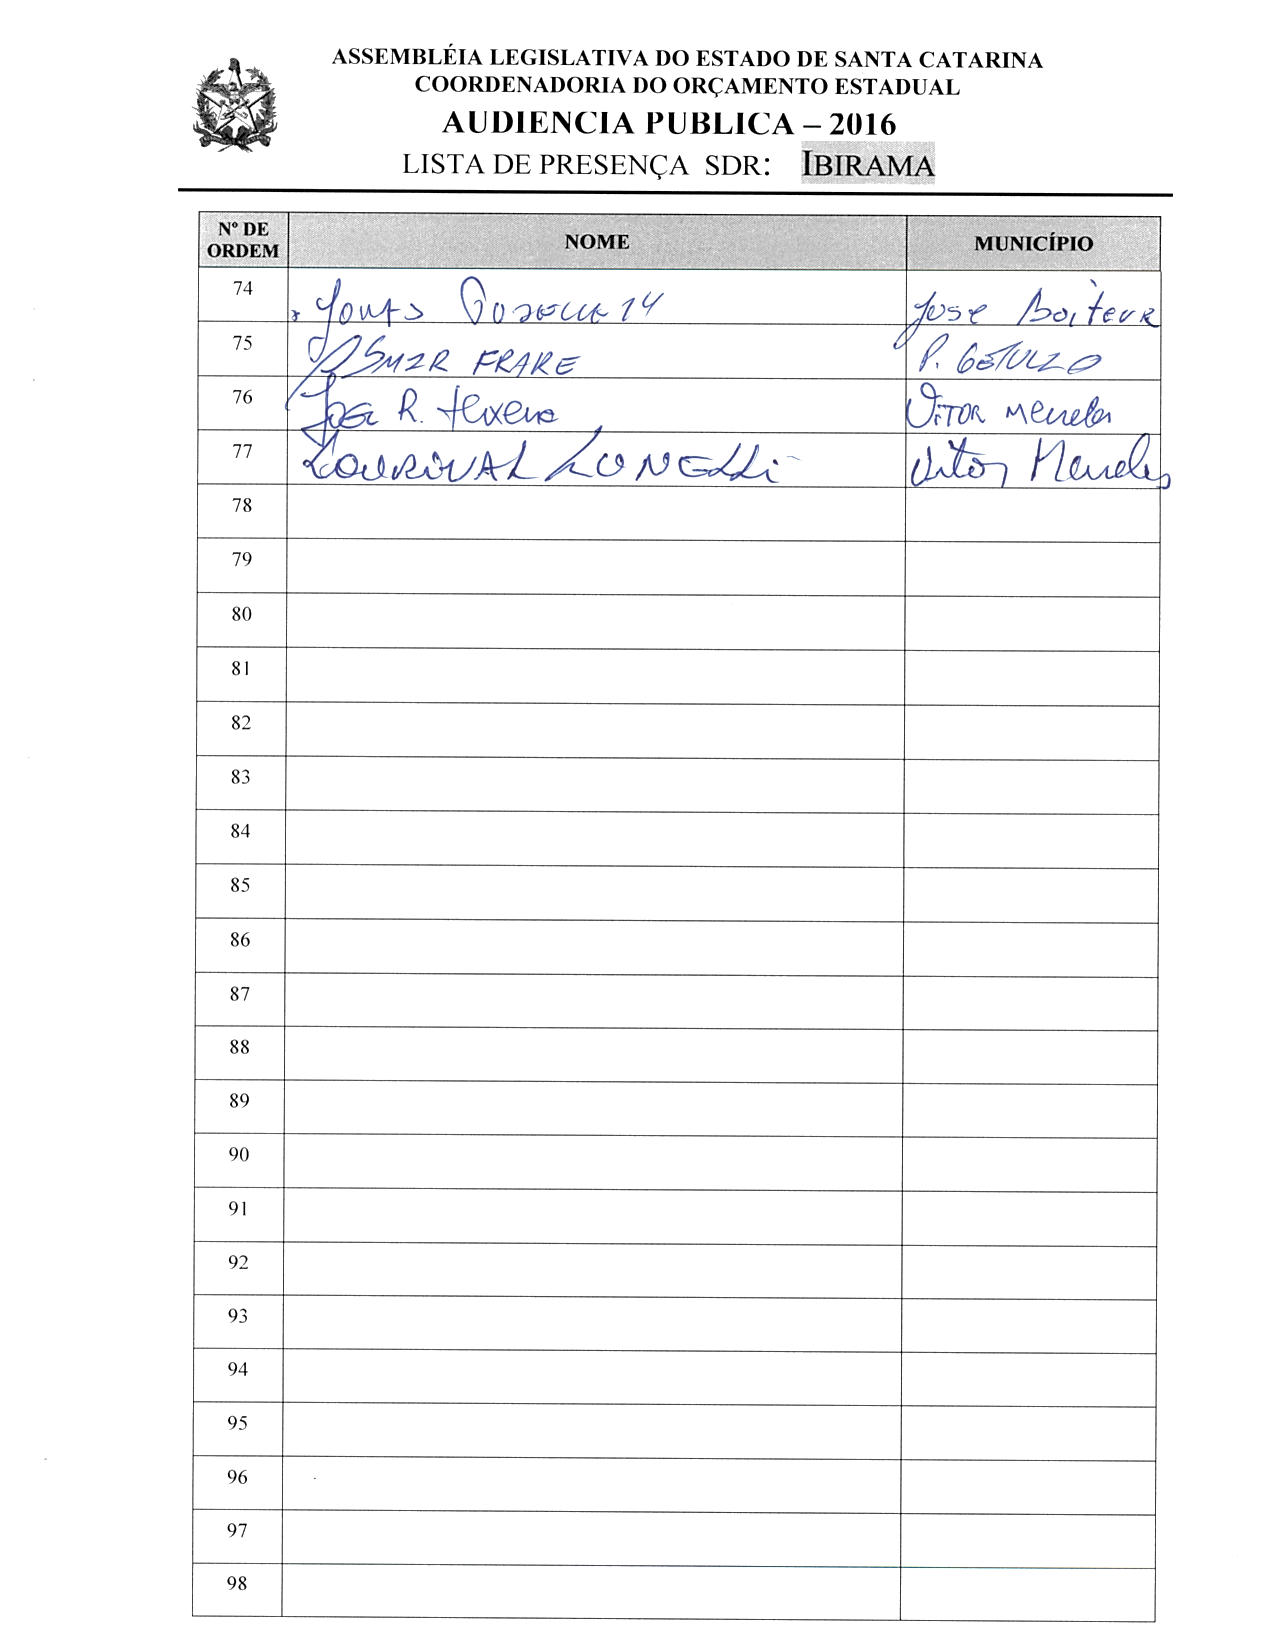 ASSEMBLÉIA LEGISLATIVA DO ESTADO DE SANTA CATARINA
COORDENADORIA DO ORÇAMENTO ESTADUAL
AUDIENCIA PUBLICA – 2016
LISTA DE PRESENÇA SDR: IBIRAMA
Nº DE ORDEM NOME MUNICÍPIO
74 Jose Boiteux
75 OSMIR FRARE P. GETULIO
76 Jose R. Teixeira VITOR Meireles
77 LOURIVAL LUNELLI Vitor Meireles
78
79
80
81
82
83
84
85
86
87
88
89
90
91
92
93
94
95
96
97
98